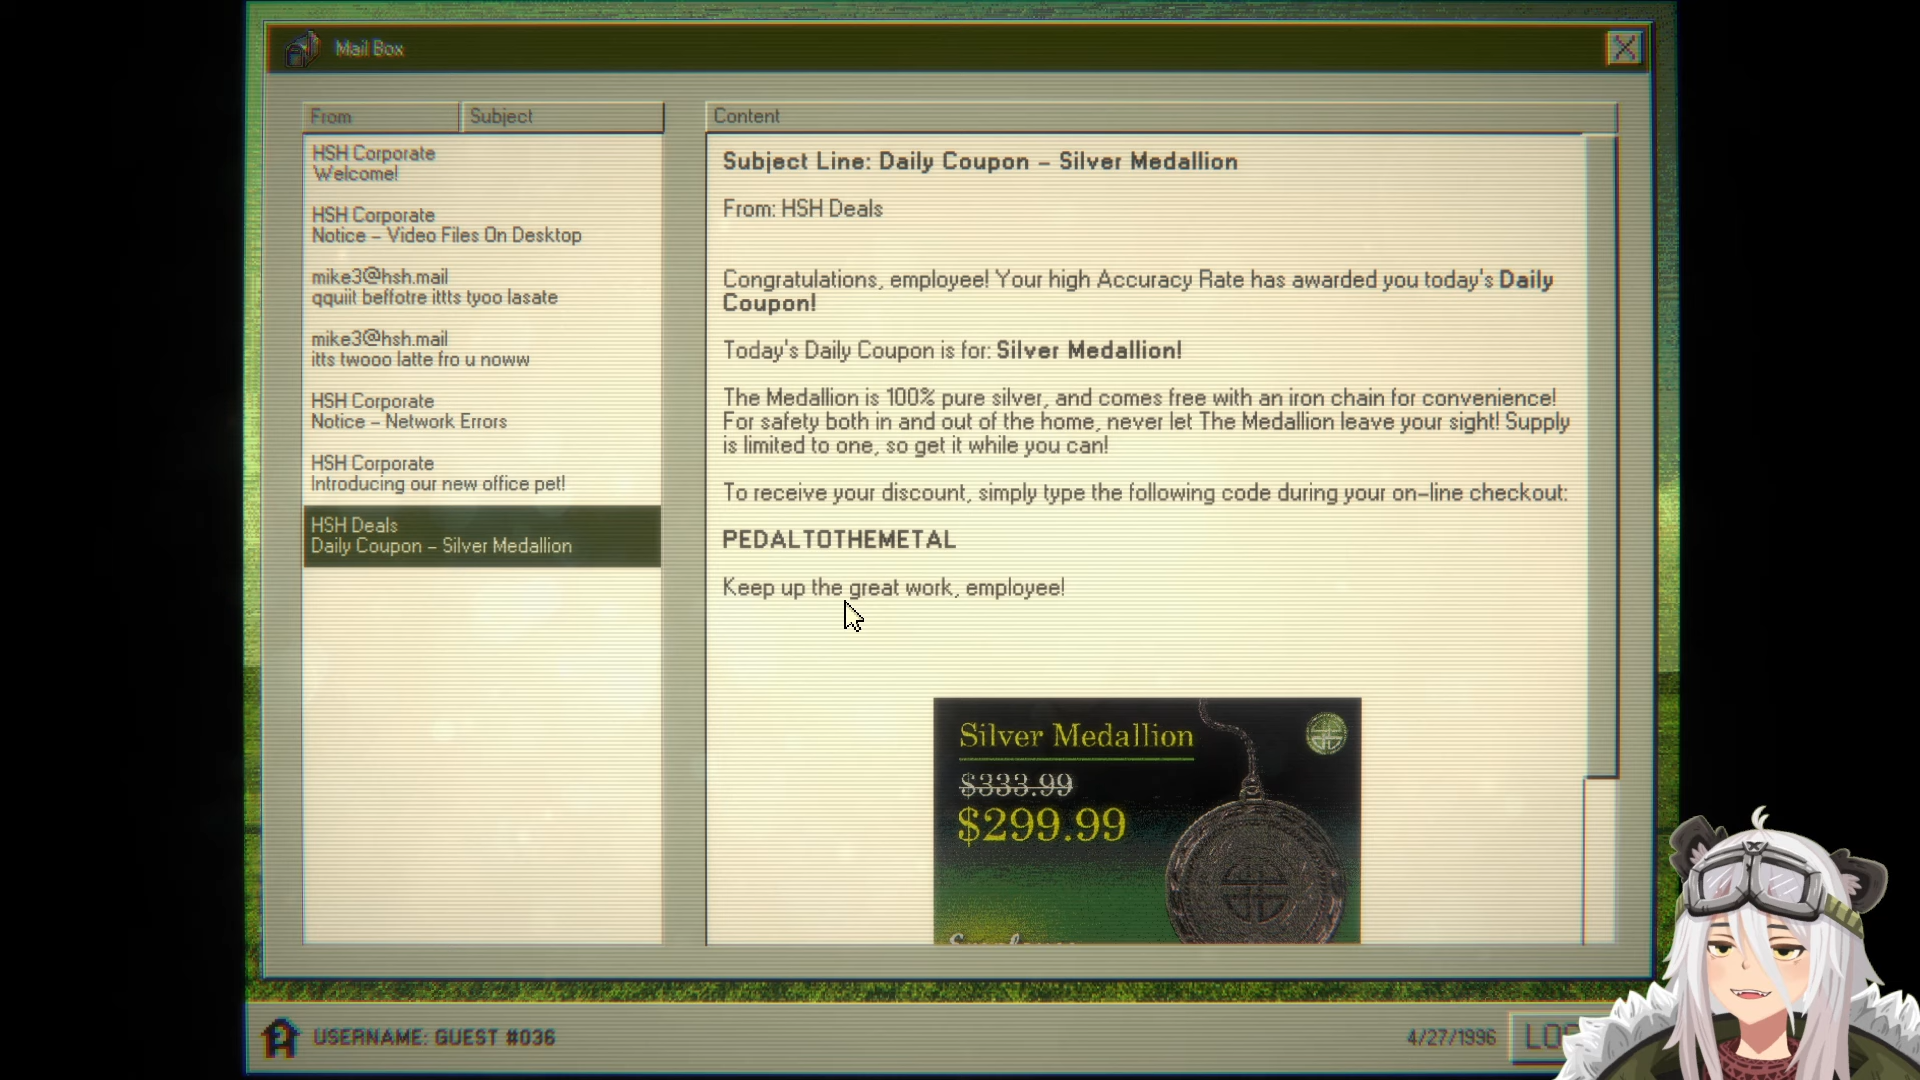 Mail Box
From
Subject
HSH Corporate
Welcome!
HSH Corporate
Notice – Video Files On Desktop
mike3@hsh.mail
qquiit beffotre ittts tyoo lasate
mike3@hsh.mail
itts twooo latte fro u noww
HSH Corporate
Notice – Network Errors
HSH Corporate
Introducing our new office pet!
HSH Deals
Daily Coupon – Silver Medallion
Content
Subject Line: Daily Coupon – Silver Medallion
From: HSH Deals
Congratulations, employee! Your high Accuracy Rate has awarded you today's Daily
Coupon!
Today's Daily Coupon is for: Silver Medallion!
The Medallion is 100% pure silver, and comes free with an iron chain for convenience!
For safety both in and out of the home, never let The Medallion leave your sight! Supply
is limited to one, so get it while you can!
To receive your discount, simply type the following code during your on-line checkout:
PEDALTOTHEMETAL
Keep up the great work, employee!
Silver Medallion
$333.99
$299.99
USERNAME: GUEST #036
4/27/1996